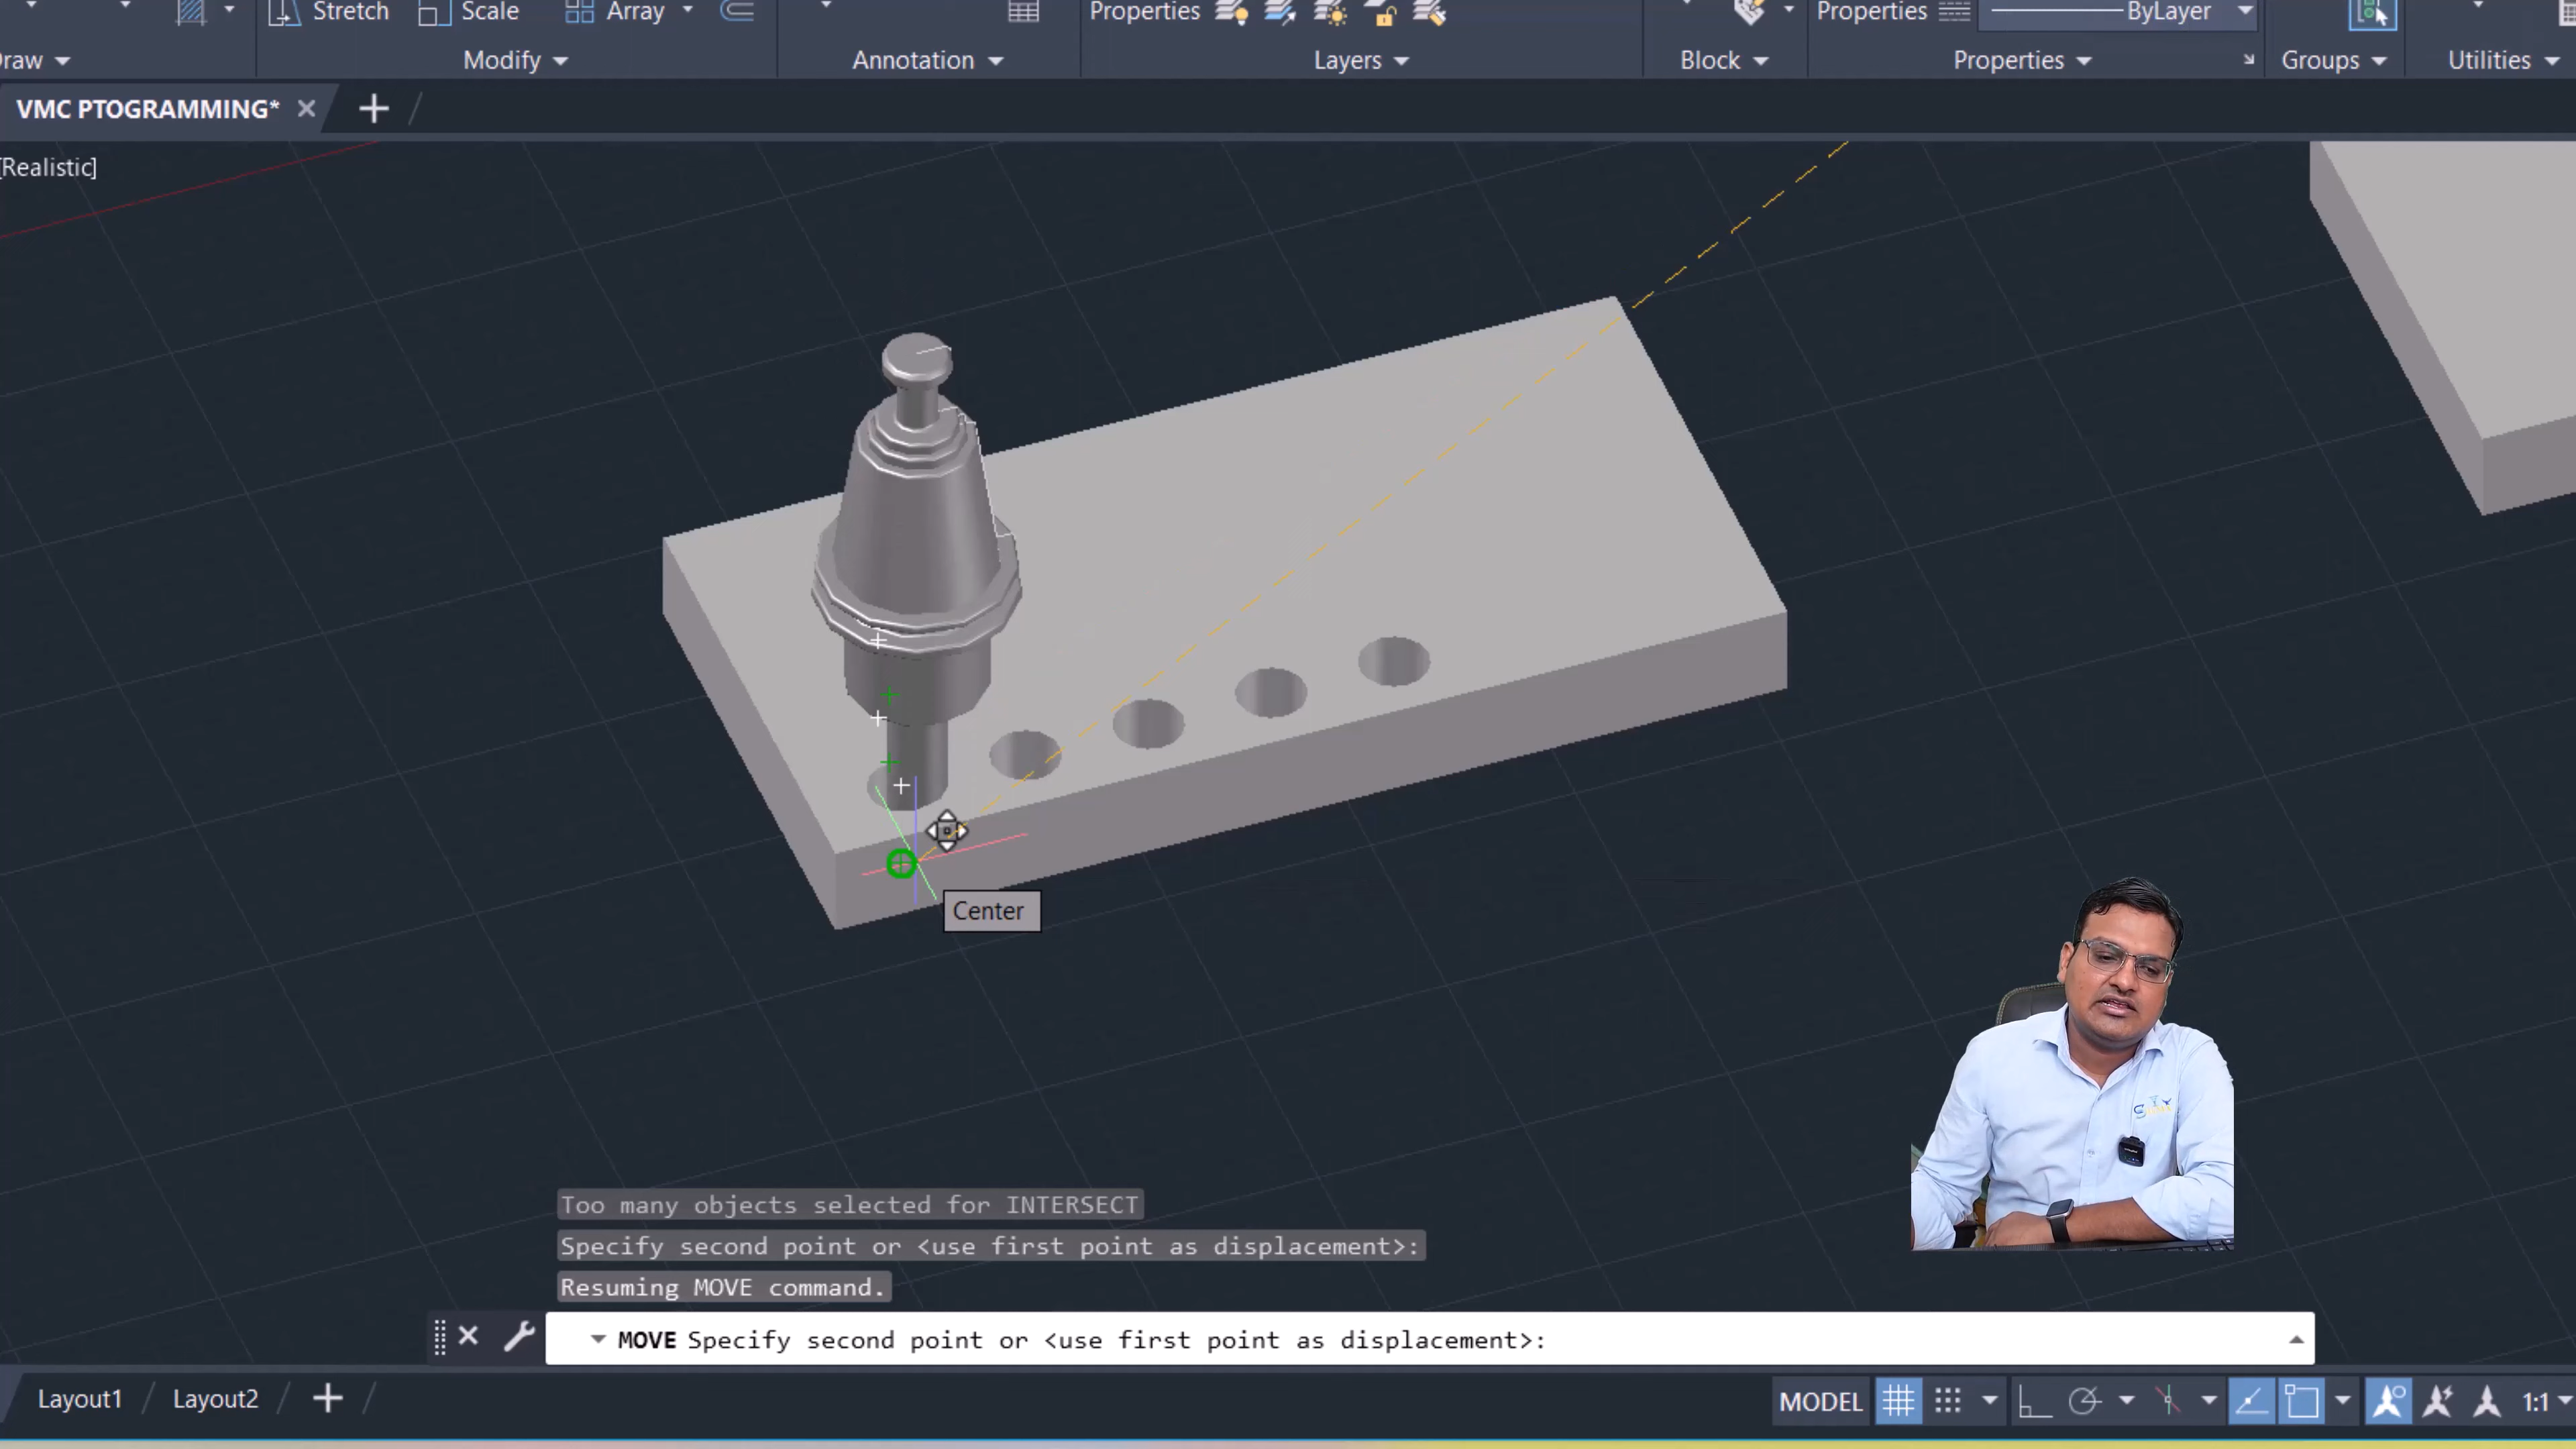 Stretch Scale Array Properties Properties ByLayer
Draw Modify Annotation Layers Block Properties Groups Utilities
VMC PTOGRAMMING*
[Realistic]
Center
Too many objects selected for INTERSECT
Specify second point or <use first point as displacement>:
Resuming MOVE command.
MOVE Specify second point or <use first point as displacement>:
Layout1 Layout2 MODEL 1:1